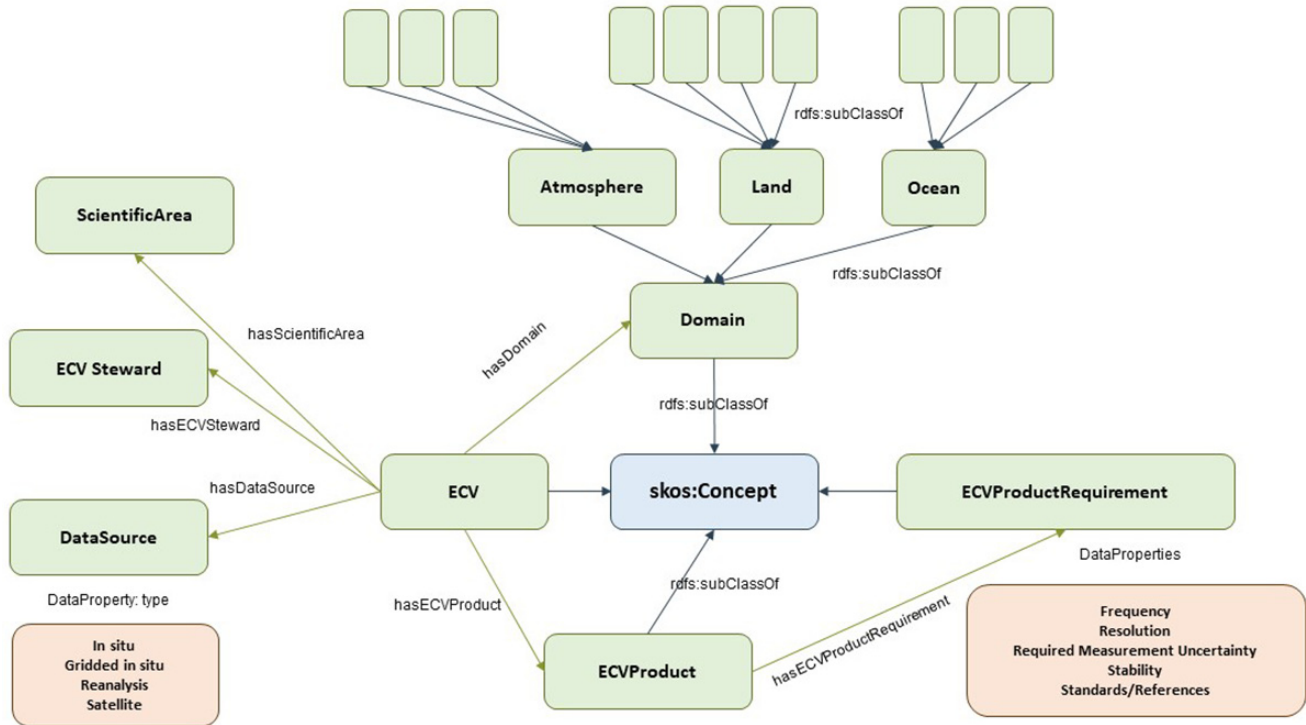 rdfs:subClassOf
Atmosphere
Land
Ocean
ScientificArea
rdfs:subClassOf
Domain
hasScientificArea
hasDomain
ECV Steward
rdfs:subClassOf
hasECVSteward
hasDataSource
ECV
skos:Concept
ECVProductRequirement
DataSource
DataProperties
rdfs:subClassOf
DataProperty: type
hasECVProduct
hasECVProductRequirement
In situ
Gridded in situ
Reanalysis
Satellite
ECVProduct
Frequency
Resolution
Required Measurement Uncertainty
Stability
Standards/References